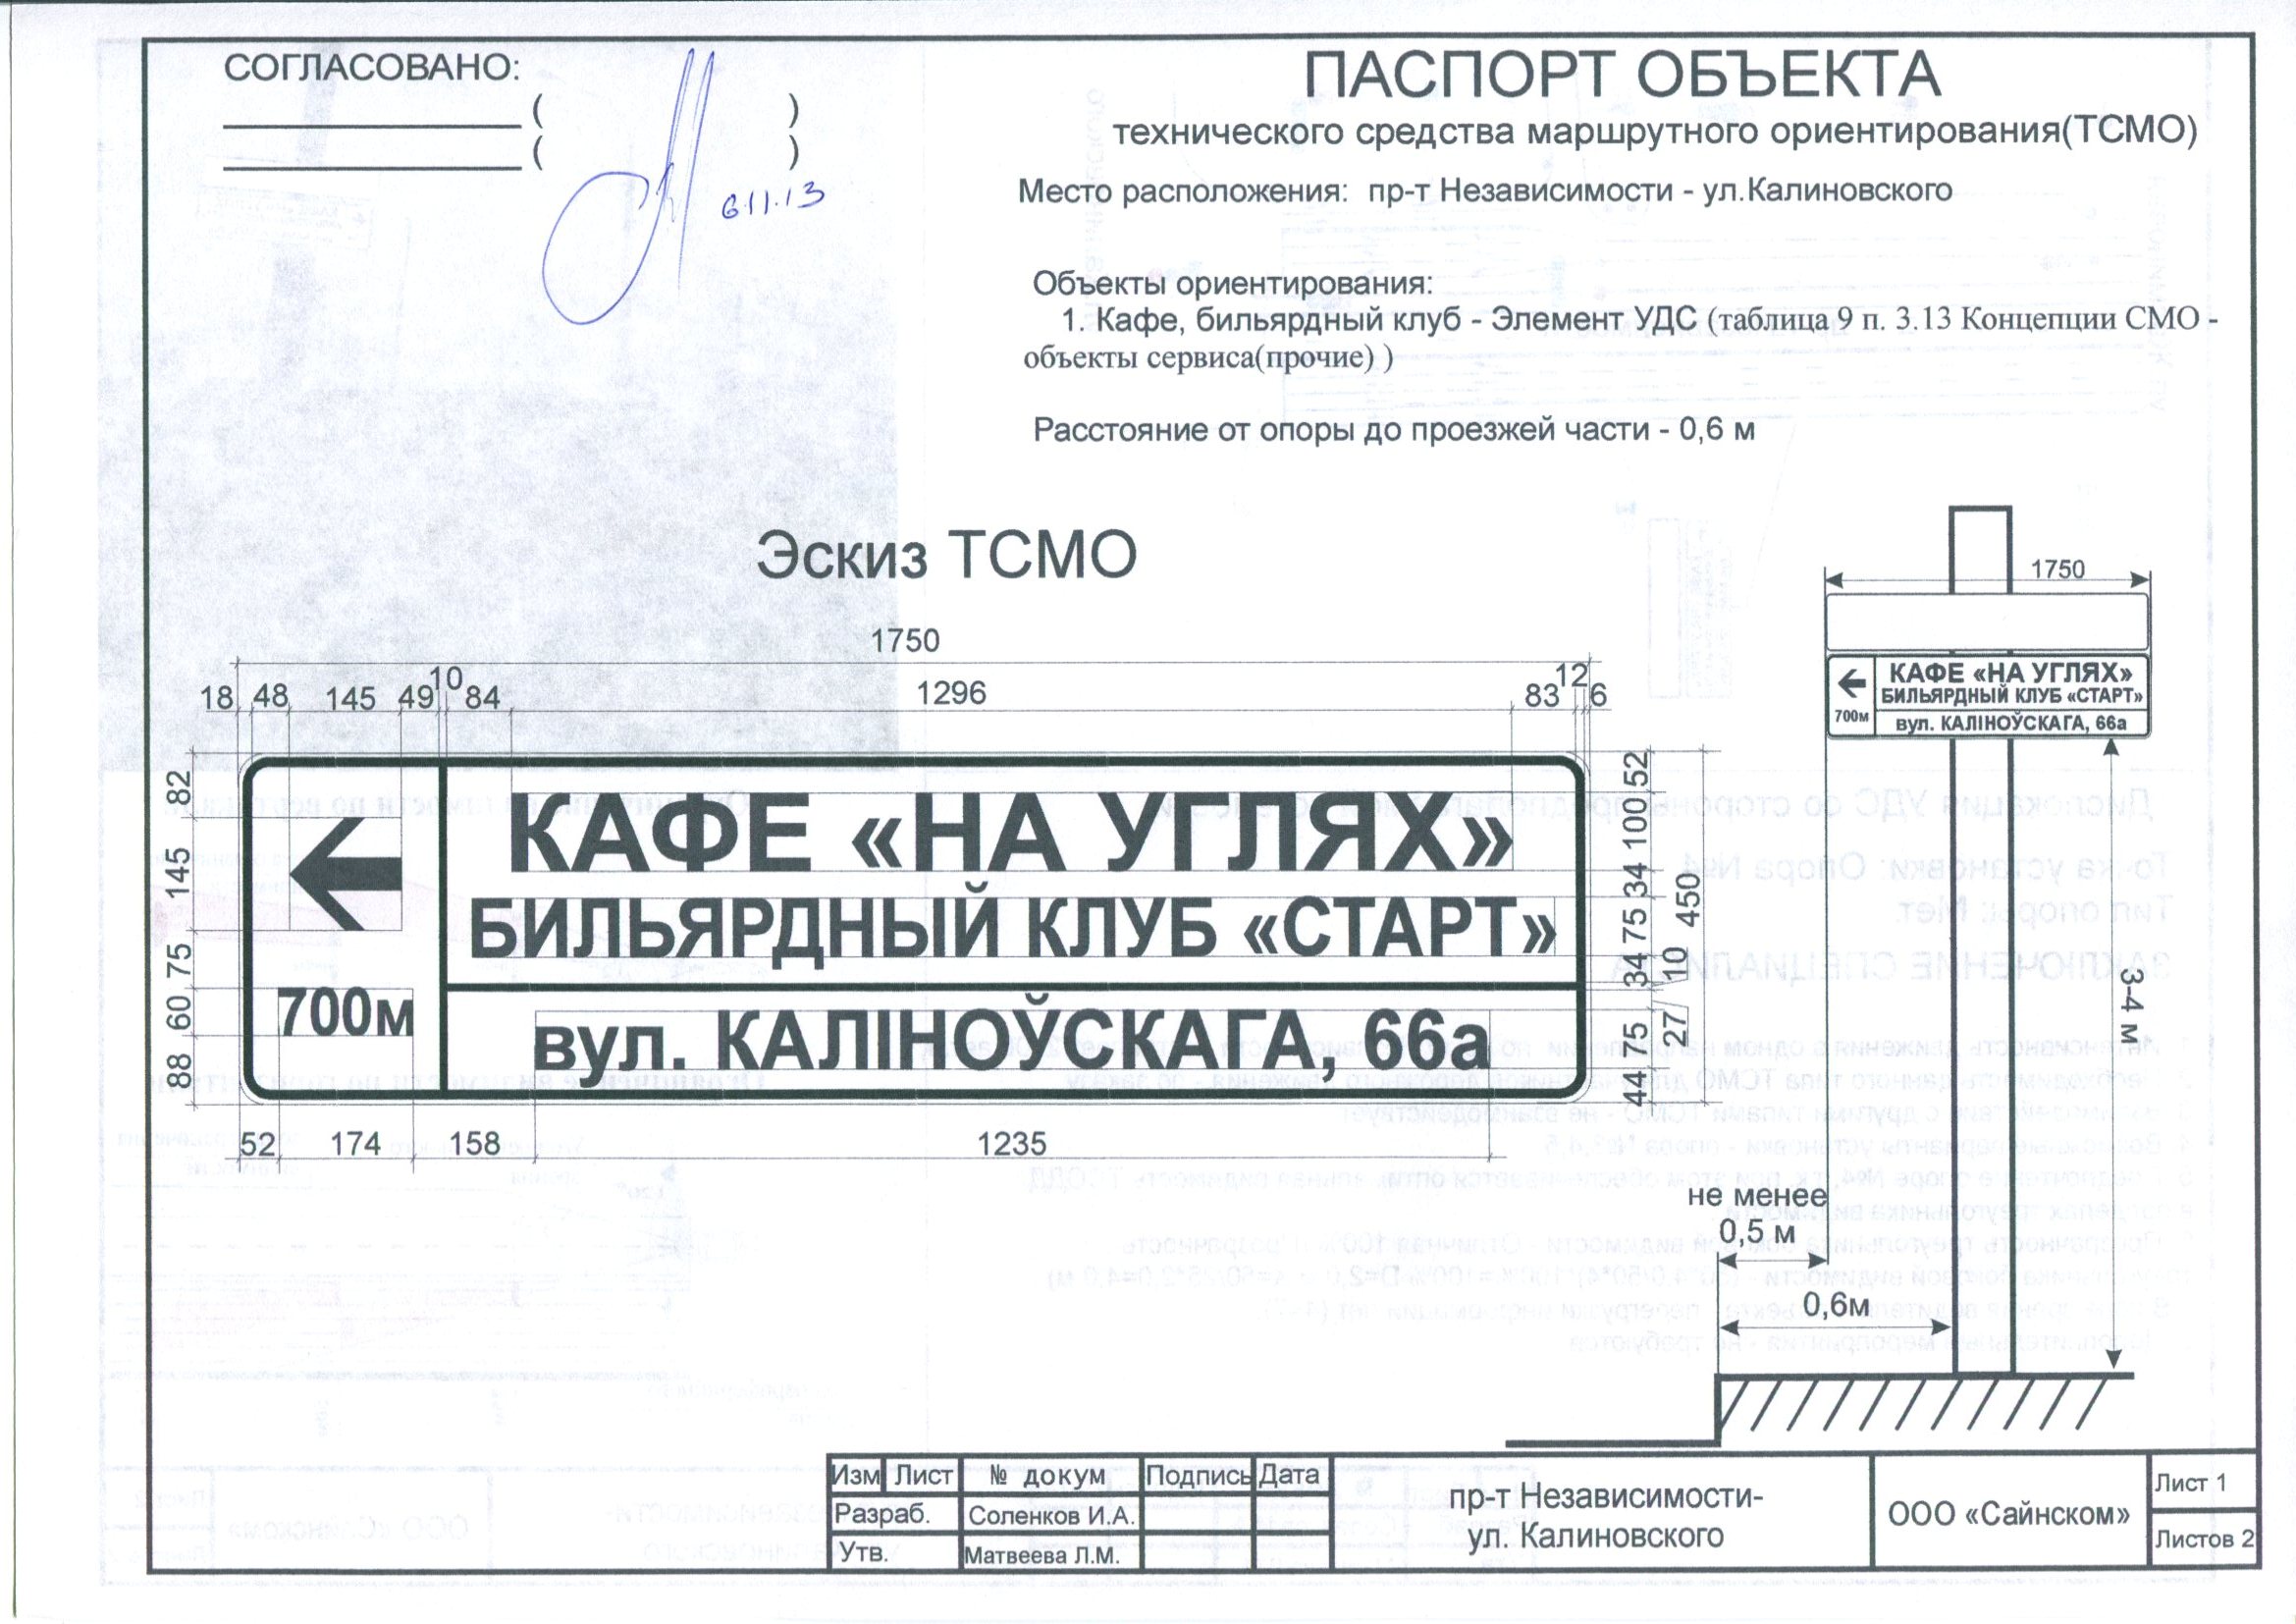 СОГЛАСОВАНО:
( )
( )
6.11.13
ПАСПОРТ ОБЪЕКТА
технического средства маршрутного ориентирования(ТСМО)
Место расположения: пр-т Независимости - ул.Калиновского
Объекты ориентирования:
1. Кафе, бильярдный клуб - Элемент УДС (таблица 9 п. 3.13 Концепции СМО -
объекты сервиса(прочие) )
Расстояние от опоры до проезжей части - 0,6 м
Эскиз ТСМО
1750
18 48 145 49 10 84 1296 83 12 6
82 145 75 60 88
КАФЕ «НА УГЛЯХ»
БИЛЬЯРДНЫЙ КЛУБ «СТАРТ»
700м
вул. КАЛІНОЎСКАГА, 66а
52 100 34 75 34 10 27 75 44
450
52 174 158 1235
1750
КАФЕ «НА УГЛЯХ»
БИЛЬЯРДНЫЙ КЛУБ «СТАРТ»
700м
вул. КАЛІНОЎСКАГА, 66а
3-4 м
не менее
0,5 м
0,6м
Изм Лист № докум Подпись Дата
Разраб. Соленков И.А.
Утв. Матвеева Л.М.
пр-т Независимости-
ул. Калиновского
ООО «Сайнском»
Лист 1
Листов 2